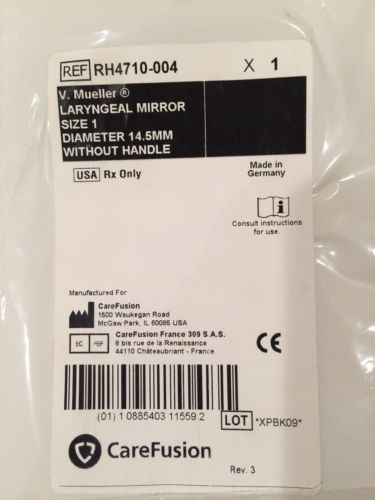 REF RH4710-004 X 1
V. Mueller ®
LARYNGEAL MIRROR
SIZE 1
DIAMETER 14.5MM
WITHOUT HANDLE
USA Rx Only
Made in
Germany
i
Consult instructions
for use.
Manufactured For
CareFusion
1500 Waukegan Road
McGaw Park, IL 60085 USA
EC REP
CareFusion France 309 S.A.S.
8 bis rue de la Renaissance
44110 Châteaubriant - France
CE
(01) 1 0885403 11559 2
LOT *XPBK09*
CareFusion
Rev. 3